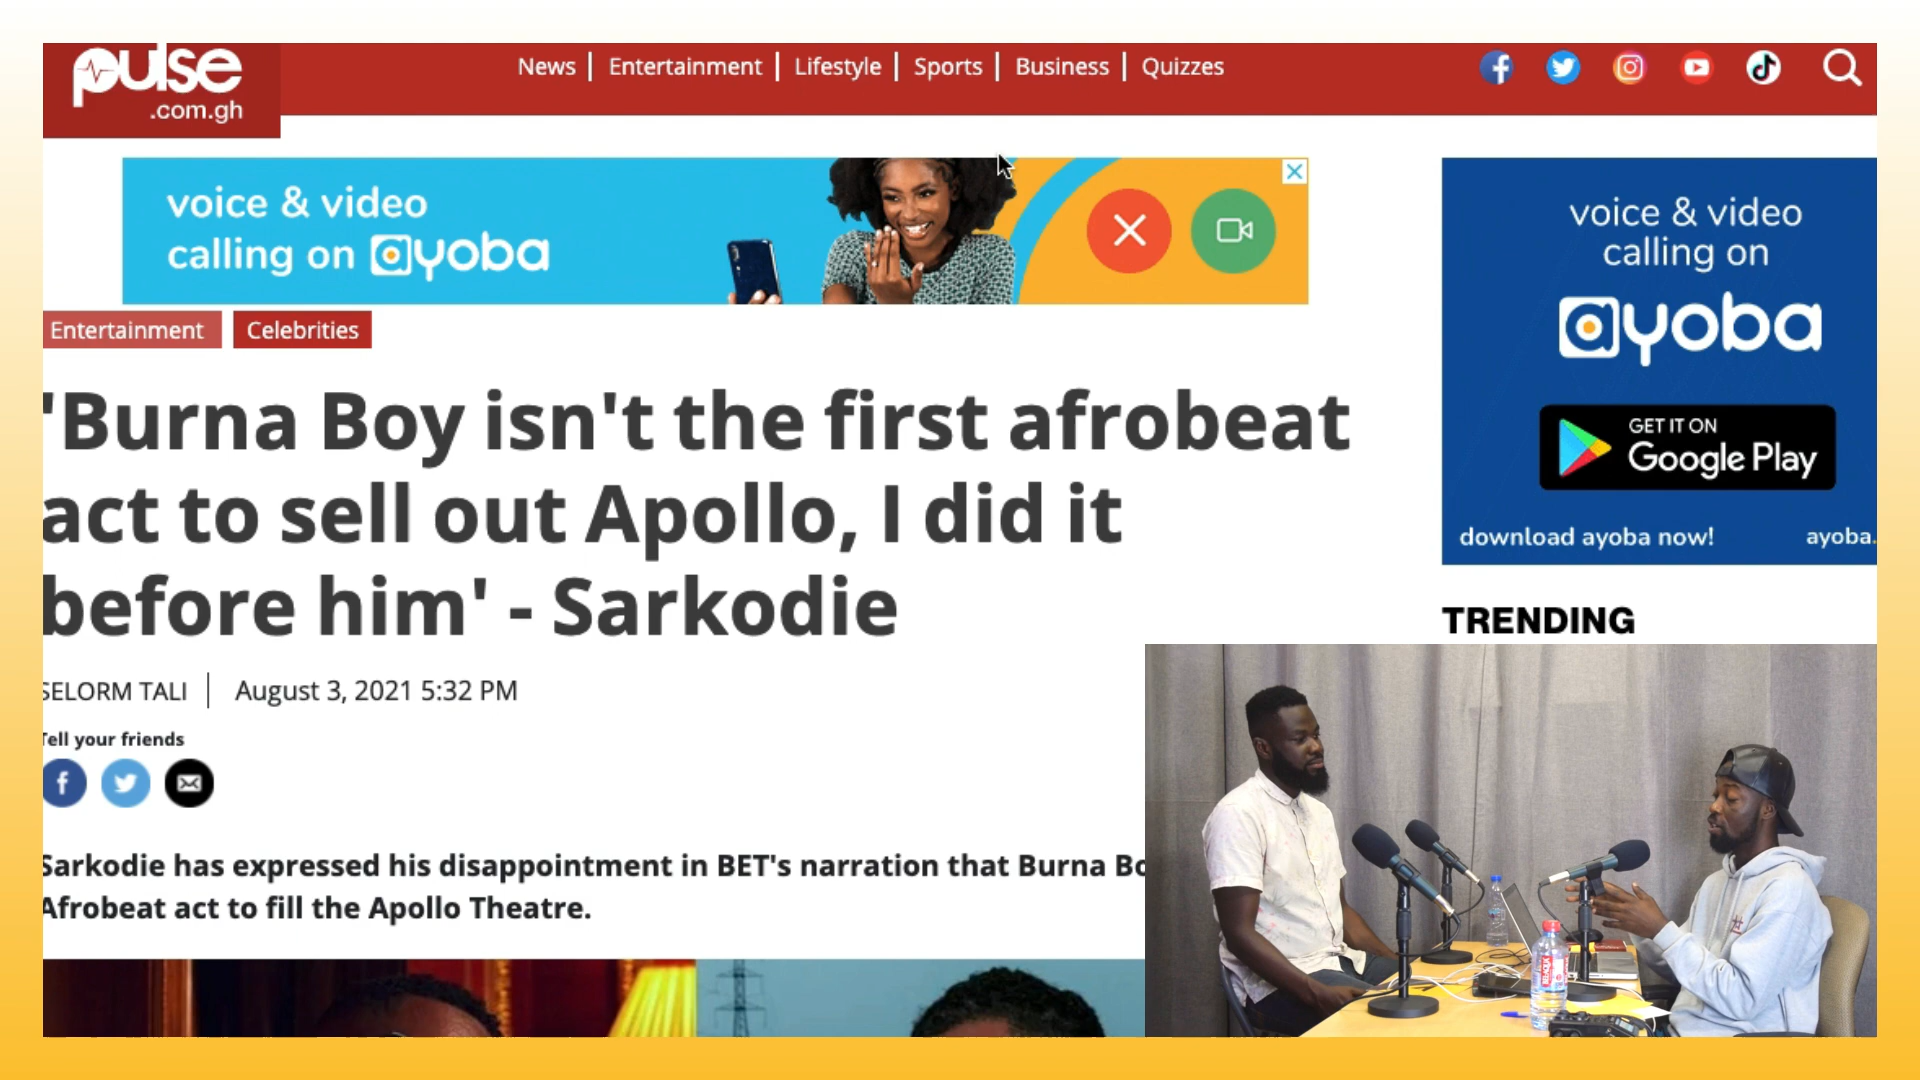 pulse
.com.gh
News | Entertainment | Lifestyle | Sports | Business | Quizzes
voice & video
calling on ayoba
voice & video
calling on
ayoba
GET IT ON
Google Play
download ayoba now! ayoba.
Entertainment Celebrities
'Burna Boy isn't the first afrobeat
act to sell out Apollo, I did it
before him' - Sarkodie
SELORM TALI | August 3, 2021 5:32 PM
Tell your friends
Sarkodie has expressed his disappointment in BET's narration that Burna Bo
Afrobeat act to fill the Apollo Theatre.
TRENDING